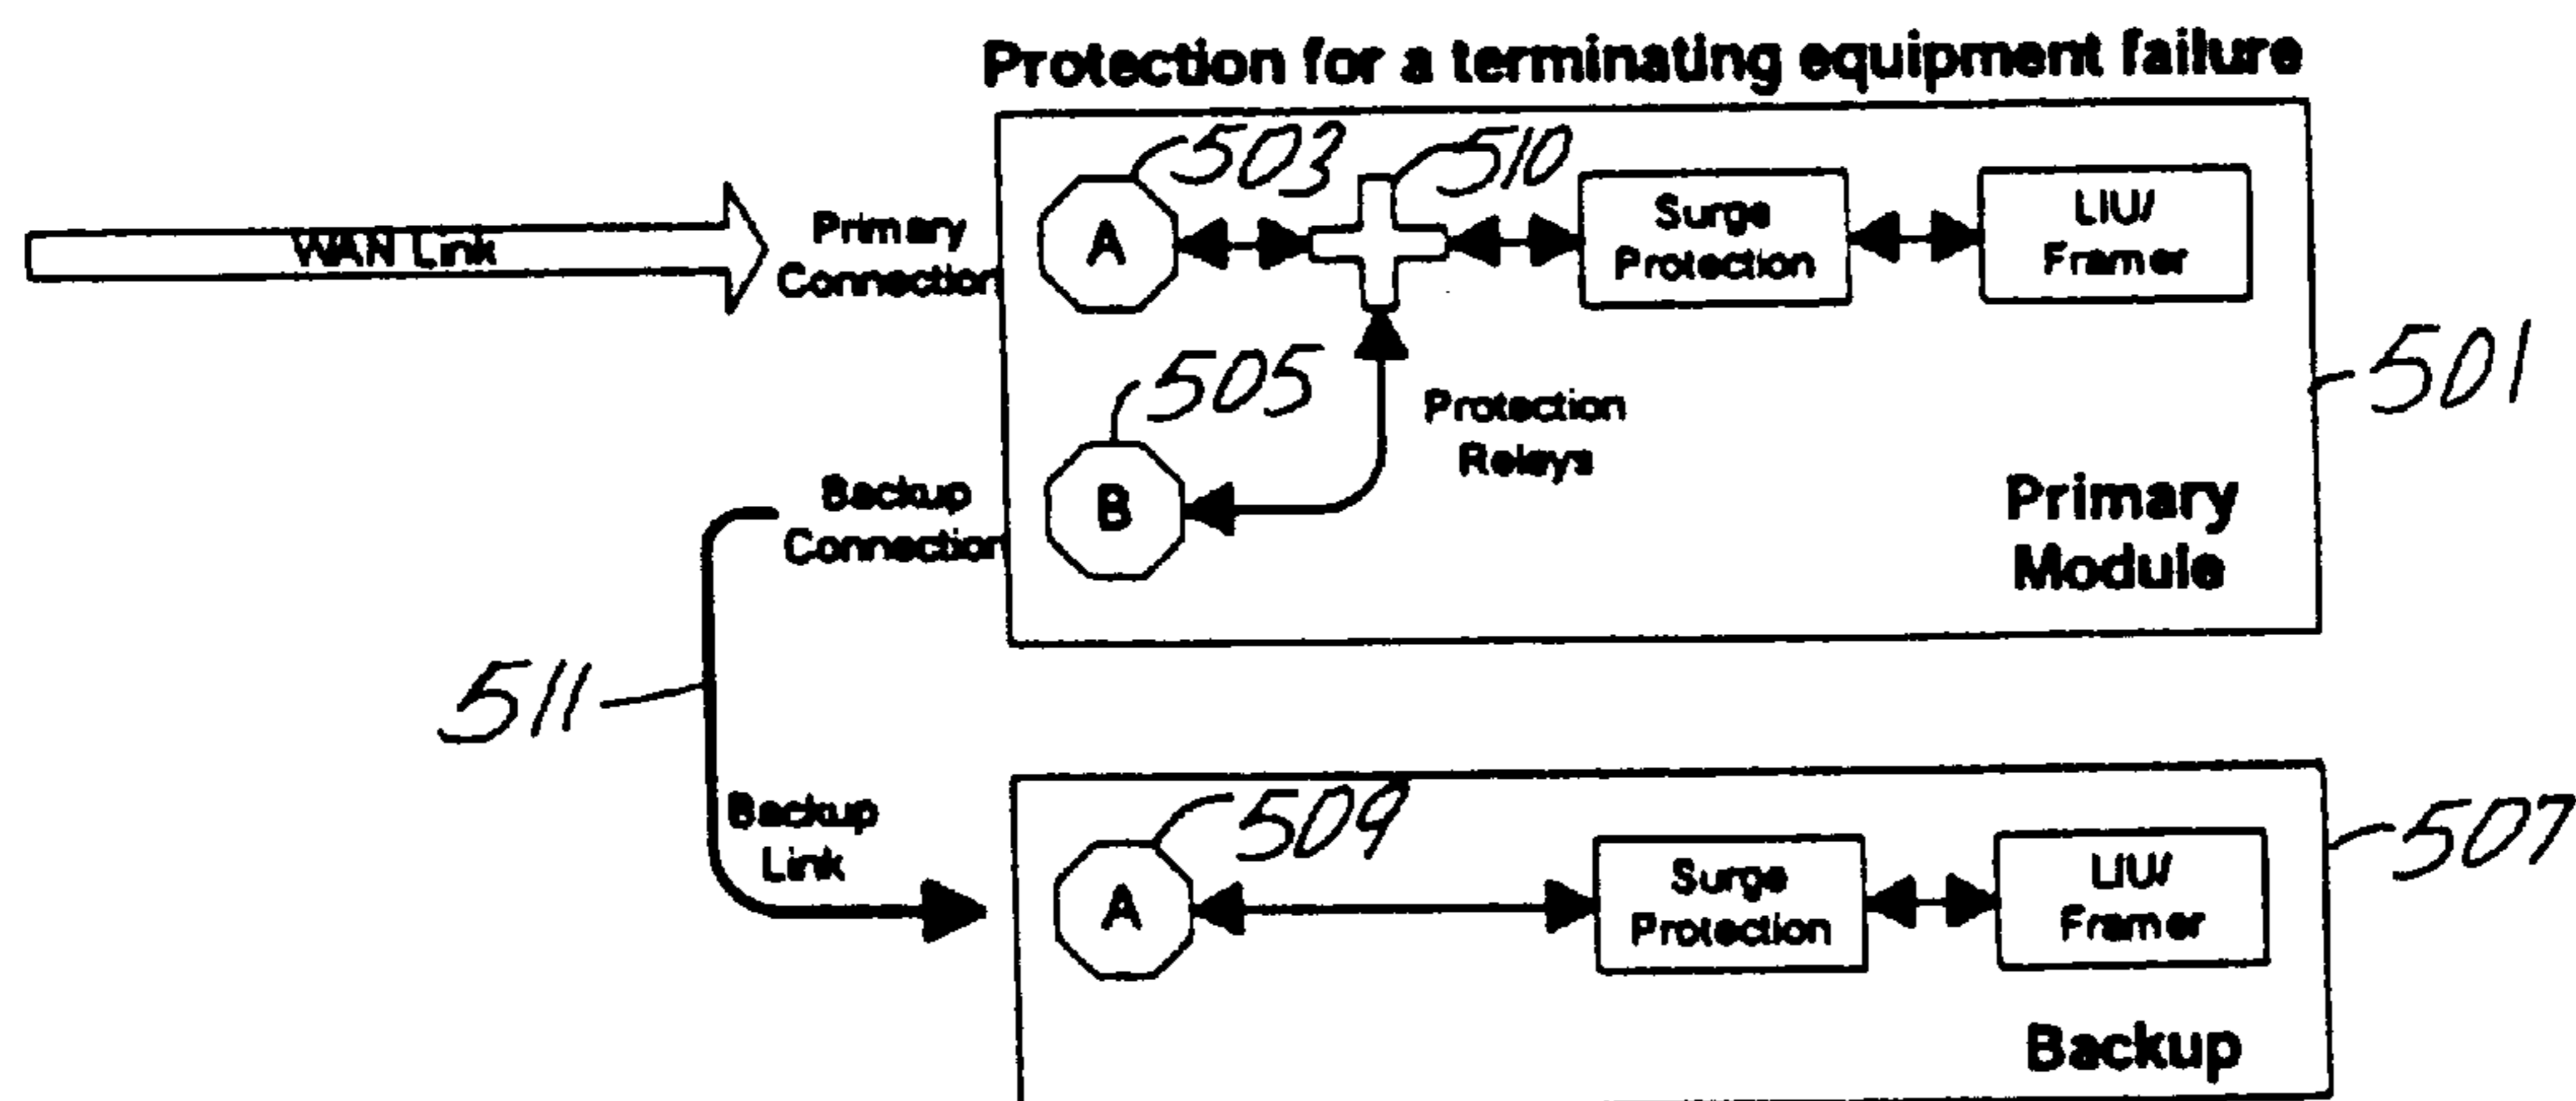 Protection for a terminating equipment failure
503
510
WAN Link
Primary
Connection
A
Surge
Protection
LIU/
Framer
505
501
Protection
Relays
Backup
Connection
B
Primary
Module
511
Backup
Link
509
507
A
Surge
Protection
LIU/
Framer
Backup